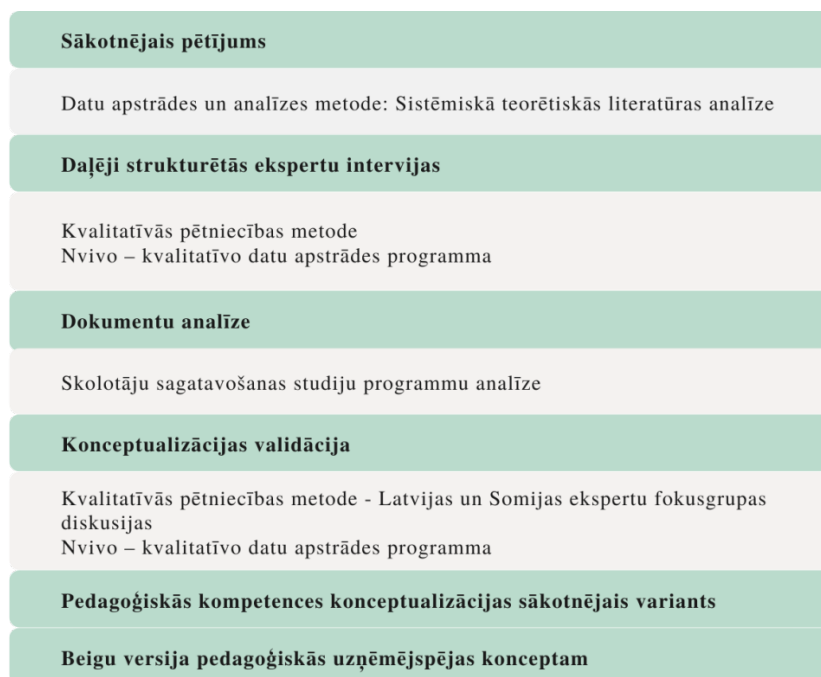 Sākotnējais pētījums
Datu apstrādes un analīzes metode: Sistēmiskā teorētiskās literatūras analīze
Daļēji strukturētās ekspertu intervijas
Kvalitatīvās pētniecības metode
Nvivo – kvalitatīvo datu apstrādes programma
Dokumentu analīze
Skolotāju sagatavošanas studiju programmu analīze
Konceptualizācijas validācija
Kvalitatīvās pētniecības metode - Latvijas un Somijas ekspertu fokusgrupas
diskusijas
Nvivo – kvalitatīvo datu apstrādes programma
Pedagoģiskās kompetences konceptualizācijas sākotnējais variants
Beigu versija pedagoģiskās uzņēmējspējas konceptam